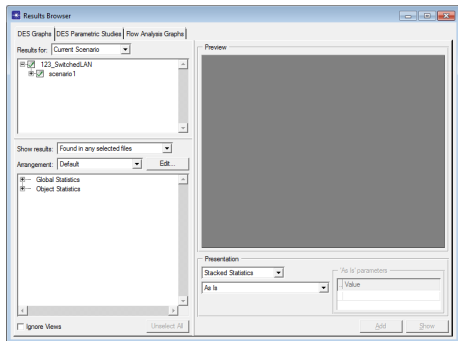 Results Browser
DES Graphs DES Parametric Studies Flow Analysis Graphs
Results for: Current Scenario
123_SwitchedLAN
scenario1
Show results: Found in any selected files
Arrangement: Default Edit...
Global Statistics
Object Statistics
Ignore Views Unselect All
Preview
Presentation
Stacked Statistics
As Is
'As Is' parameters
Value
Add Show